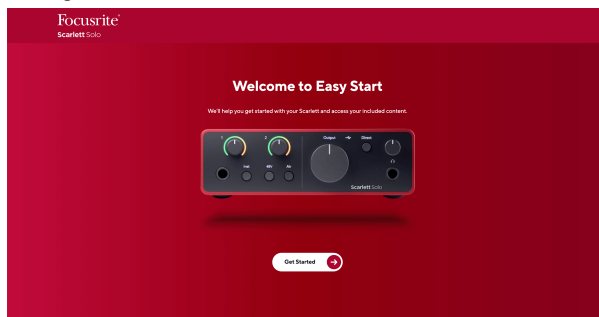 Focusrite®
Scarlett Solo
Welcome to Easy Start
We'll help you get started with your Scarlett and access your included content.
1
2
Output
Direct
Inst
48V
Air
Scarlett Solo
Get Started